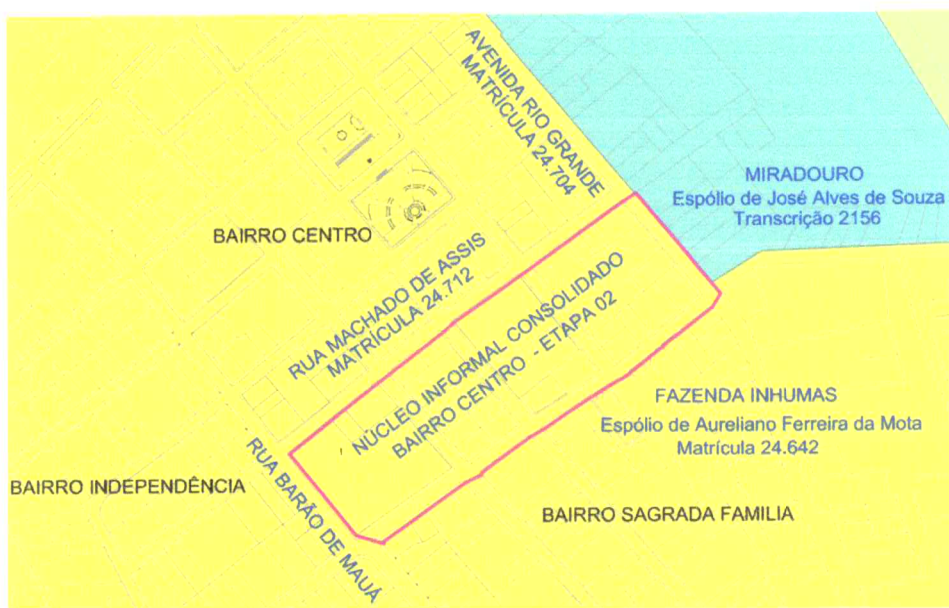 AVENIDA RIO GRANDE
MATRÍCULA 24.704
MIRADOURO
Espólio de José Alves de Souza
Transcrição 2156
BAIRRO CENTRO
RUA MACHADO DE ASSIS
MATRÍCULA 24.712
NÚCLEO INFORMAL CONSOLIDADO
BAIRRO CENTRO - ETAPA 02
FAZENDA INHUMAS
Espólio de Aureliano Ferreira da Mota
Matrícula 24.642
BAIRRO INDEPENDÊNCIA
RUA BARÃO DE MAUÁ
BAIRRO SAGRADA FAMILIA